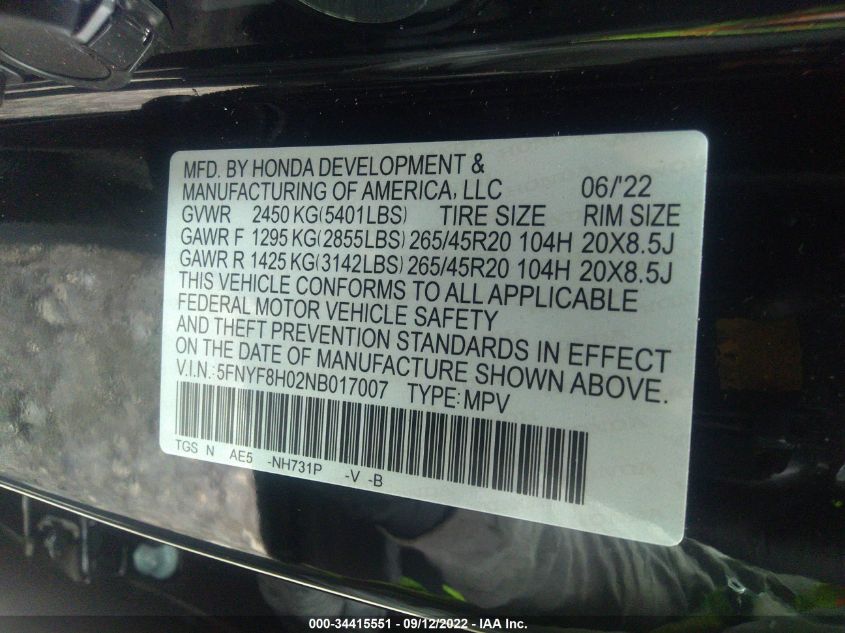 MFD. BY HONDA DEVELOPMENT &
MANUFACTURING OF AMERICA, LLC 06/'22
GVWR 2450 KG(5401LBS) TIRE SIZE RIM SIZE
GAWR F 1295 KG(2855LBS) 265/45R20 104H 20X8.5J
GAWR R 1425 KG(3142LBS) 265/45R20 104H 20X8.5J
THIS VEHICLE CONFORMS TO ALL APPLICABLE
FEDERAL MOTOR VEHICLE SAFETY
AND THEFT PREVENTION STANDARDS IN EFFECT
ON THE DATE OF MANUFACTURE SHOWN ABOVE.
V.I.N.: 5FNYF8H02NB017007 TYPE: MPV
TGS N AE5 -NH731P -V -B
000-34415551 - 09/12/2022 - IAA Inc.